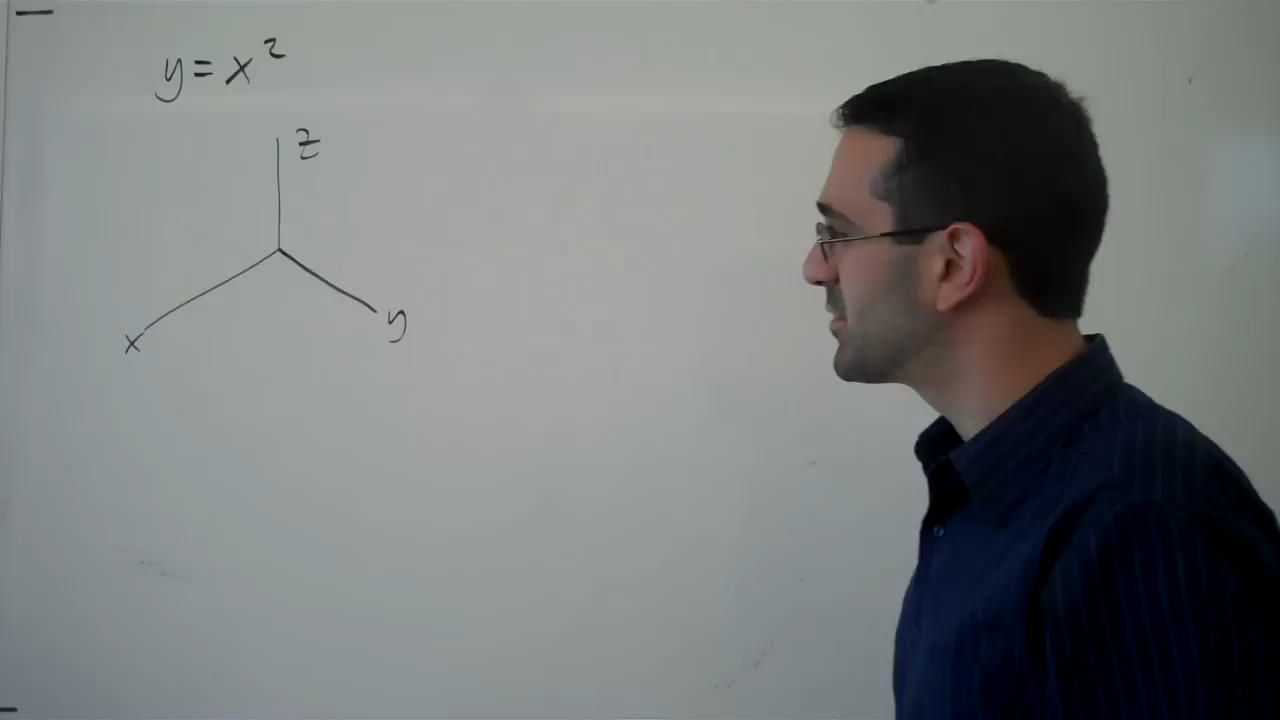 y = x²
z
x
y